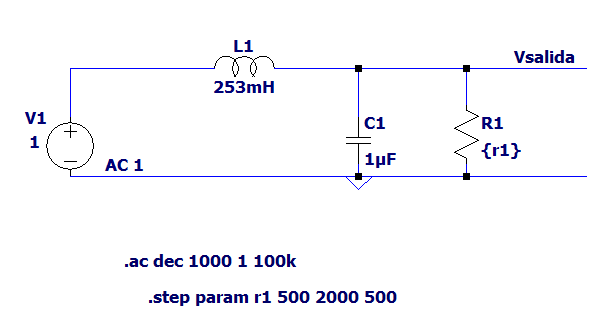 L1
Vsalida
253mH
V1
C1
R1
1
{r1}
1µF
AC 1
.ac dec 1000 1 100k
.step param r1 500 2000 500